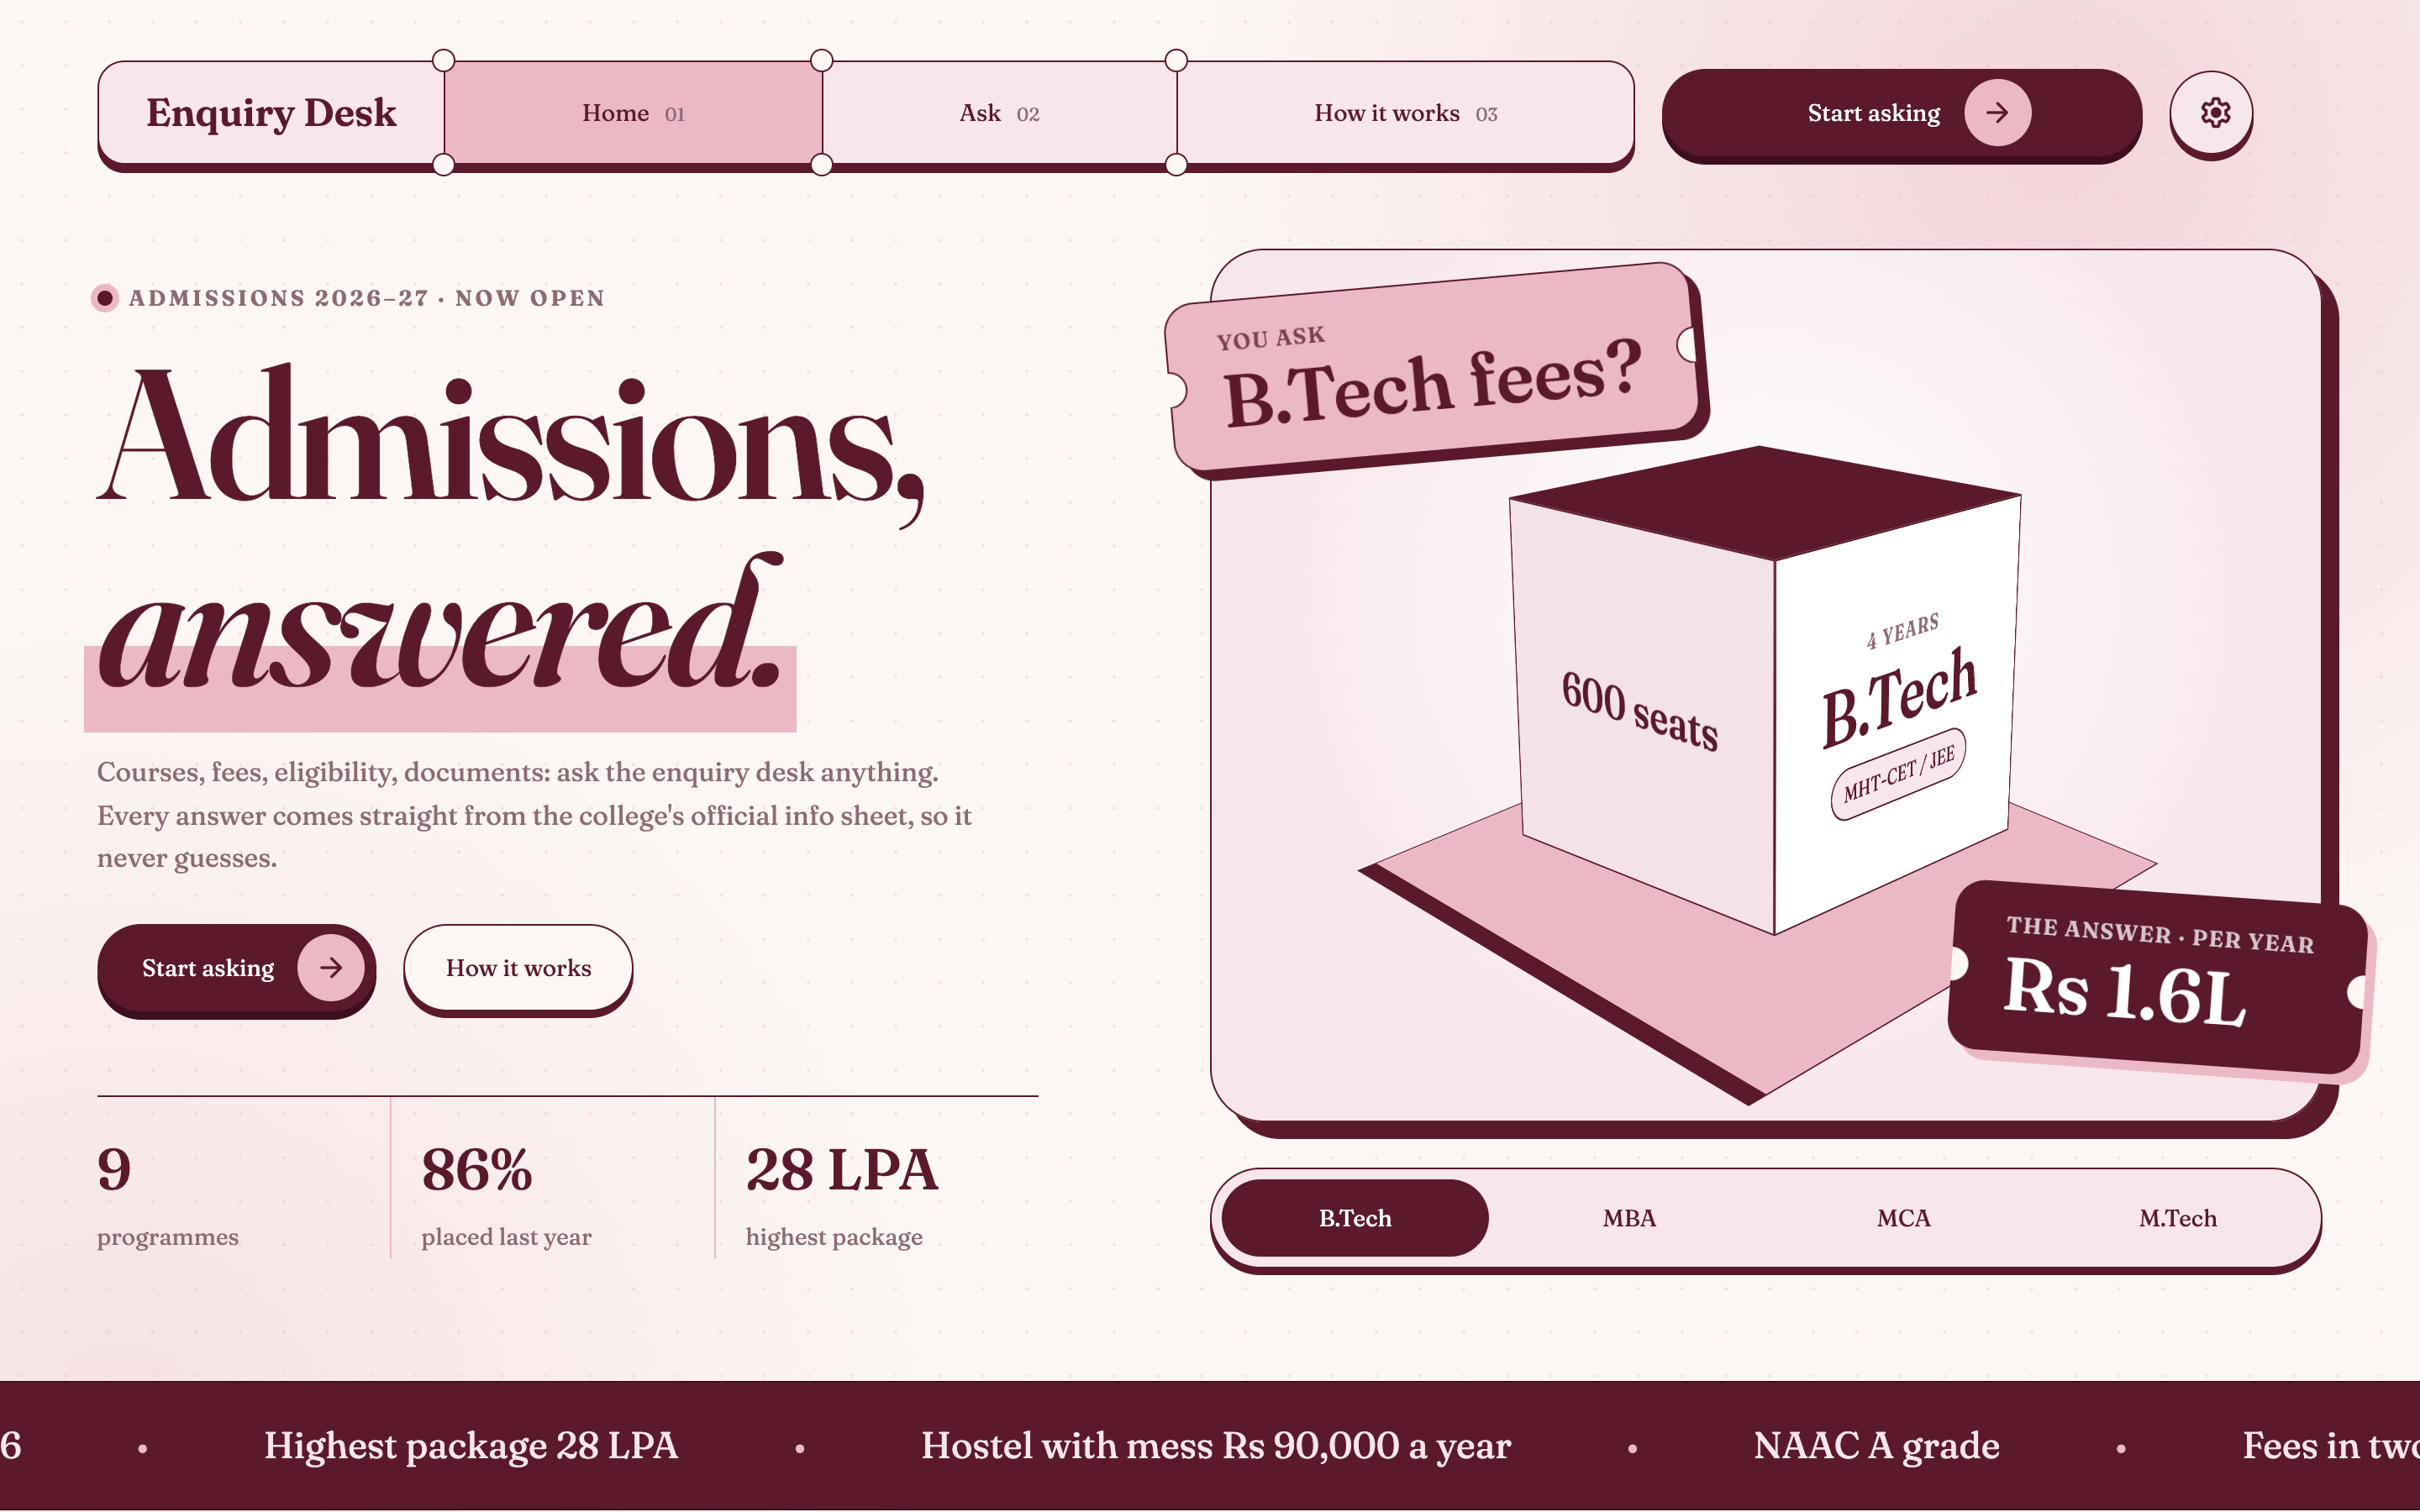 Enquiry Desk
Home 01
Ask 02
How it works 03
Start asking
ADMISSIONS 2026–27 · NOW OPEN
Admissions,
answered.
Courses, fees, eligibility, documents: ask the enquiry desk anything.
Every answer comes straight from the college's official info sheet, so it
never guesses.
Start asking
How it works
9
programmes
86%
placed last year
28 LPA
highest package
YOU ASK
B.Tech fees?
600 seats
4 YEARS
B.Tech
MHT-CET / JEE
THE ANSWER · PER YEAR
Rs 1.6L
B.Tech
MBA
MCA
M.Tech
6 • Highest package 28 LPA • Hostel with mess Rs 90,000 a year • NAAC A grade • Fees in two